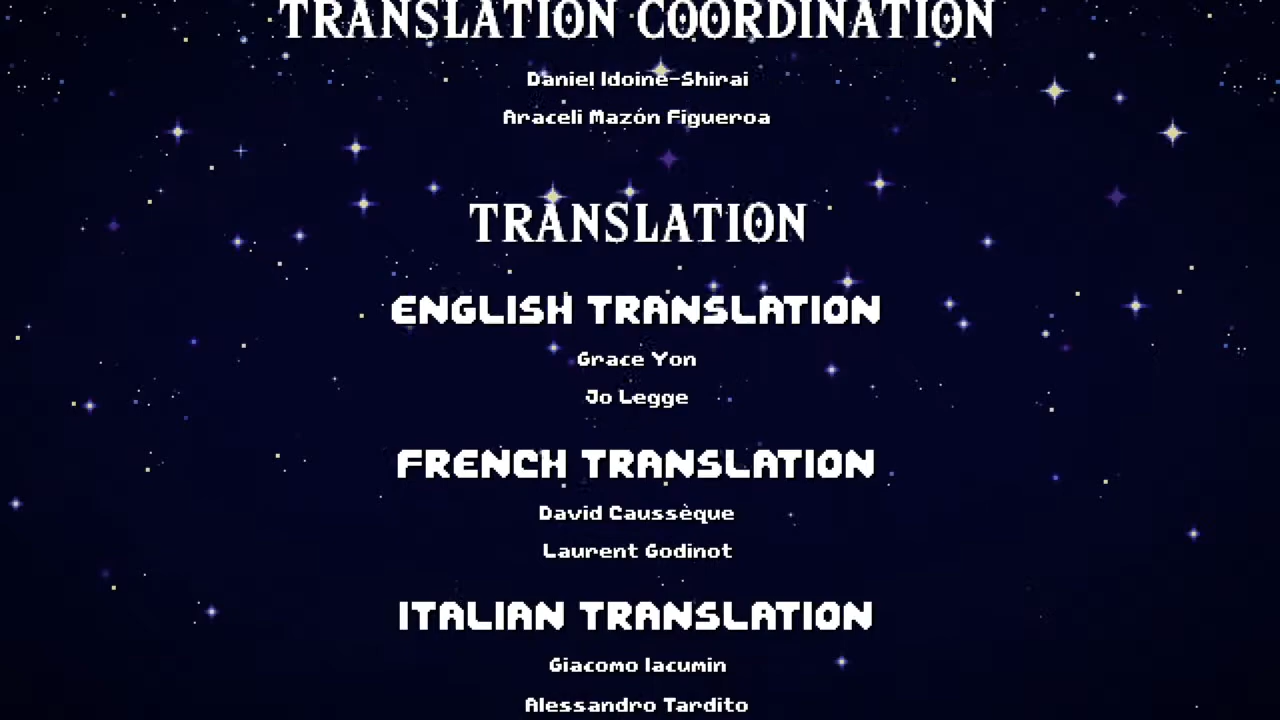 TRANSLATION COORDINATION
Daniel Idoine-Shirai
Araceli Mazón Figueroa
TRANSLATION
ENGLISH TRANSLATION
Grace Yon
Jo Legge
FRENCH TRANSLATION
David Caussèque
Laurent Godinot
ITALIAN TRANSLATION
Giacomo Iacumin
Alessandro Tardito